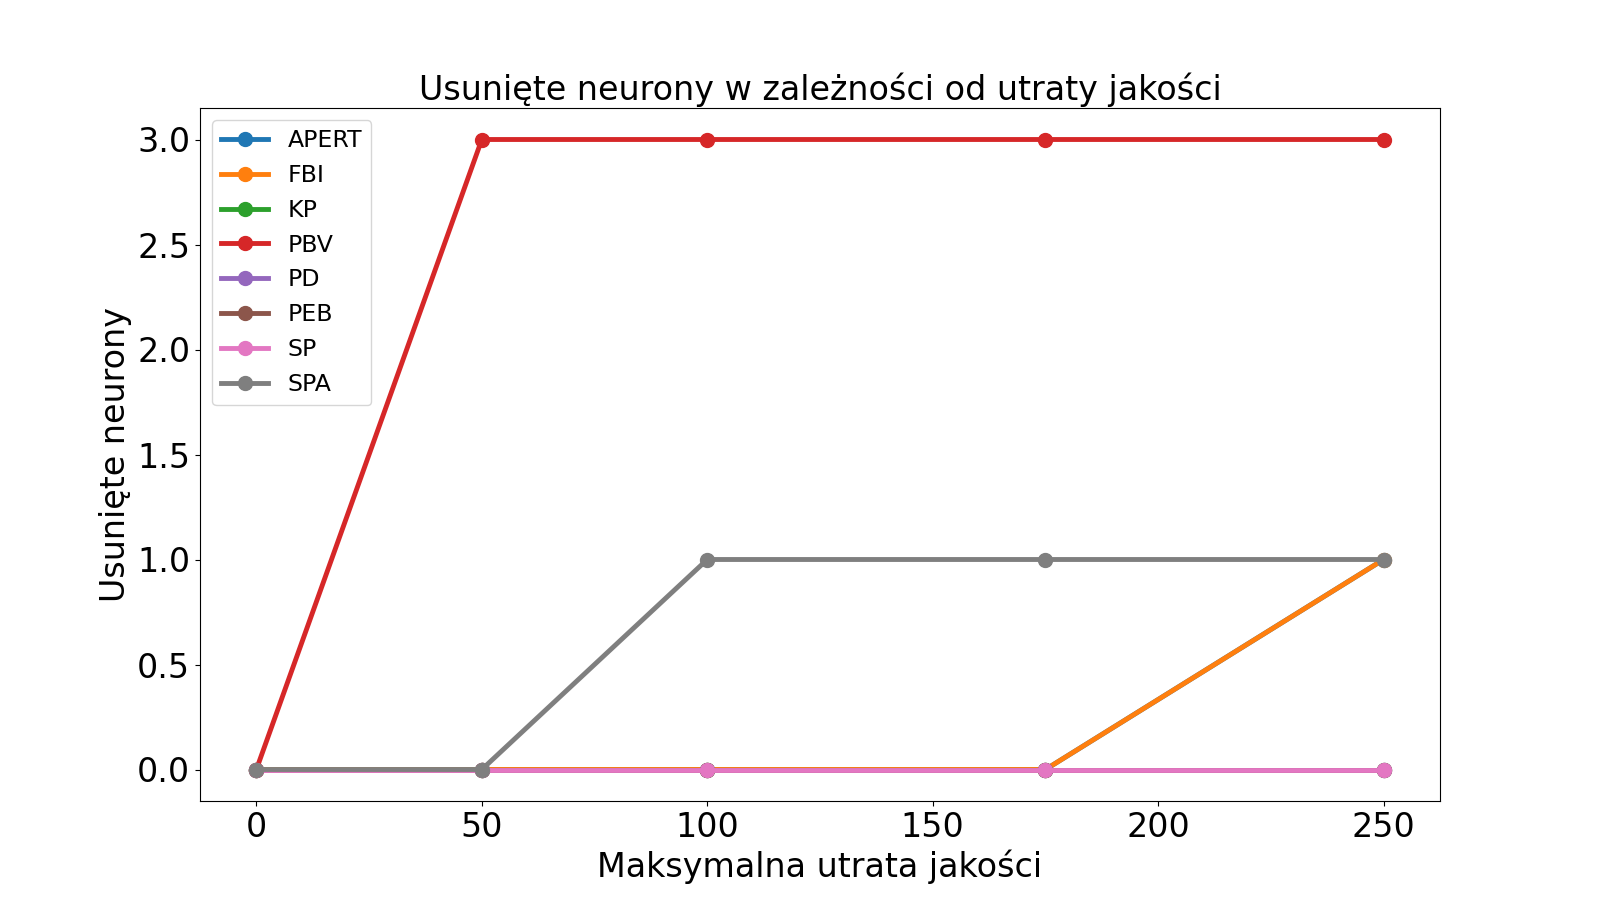 Usunięte neurony w zależności od utraty jakości
APERT
FBI
KP
PBV
PD
PEB
SP
SPA
3.0
2.5
2.0
1.5
1.0
0.5
0.0
Usunięte neurony
0 50 100 150 200 250
Maksymalna utrata jakości